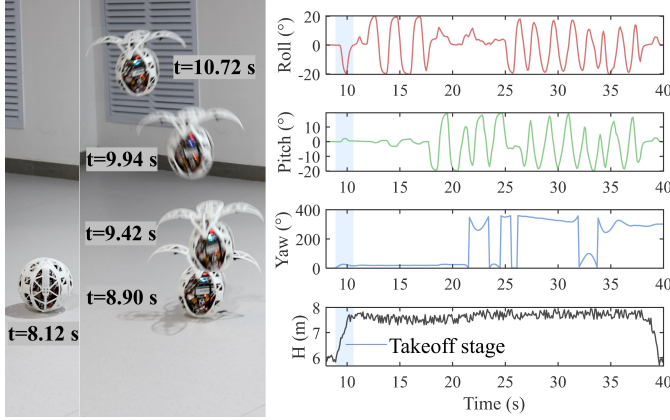 t=10.72 s
t=9.94 s
t=9.42 s
t=8.90 s
t=8.12 s
Roll (°)
20
0
-20
10 15 20 25 30 35 40
Pitch (°)
10
0
-10
-20
10 15 20 25 30 35 40
Yaw (°)
400
200
0
10 15 20 25 30 35 40
H (m)
8
7
6
Takeoff stage
10 15 20 25 30 35 40
Time (s)